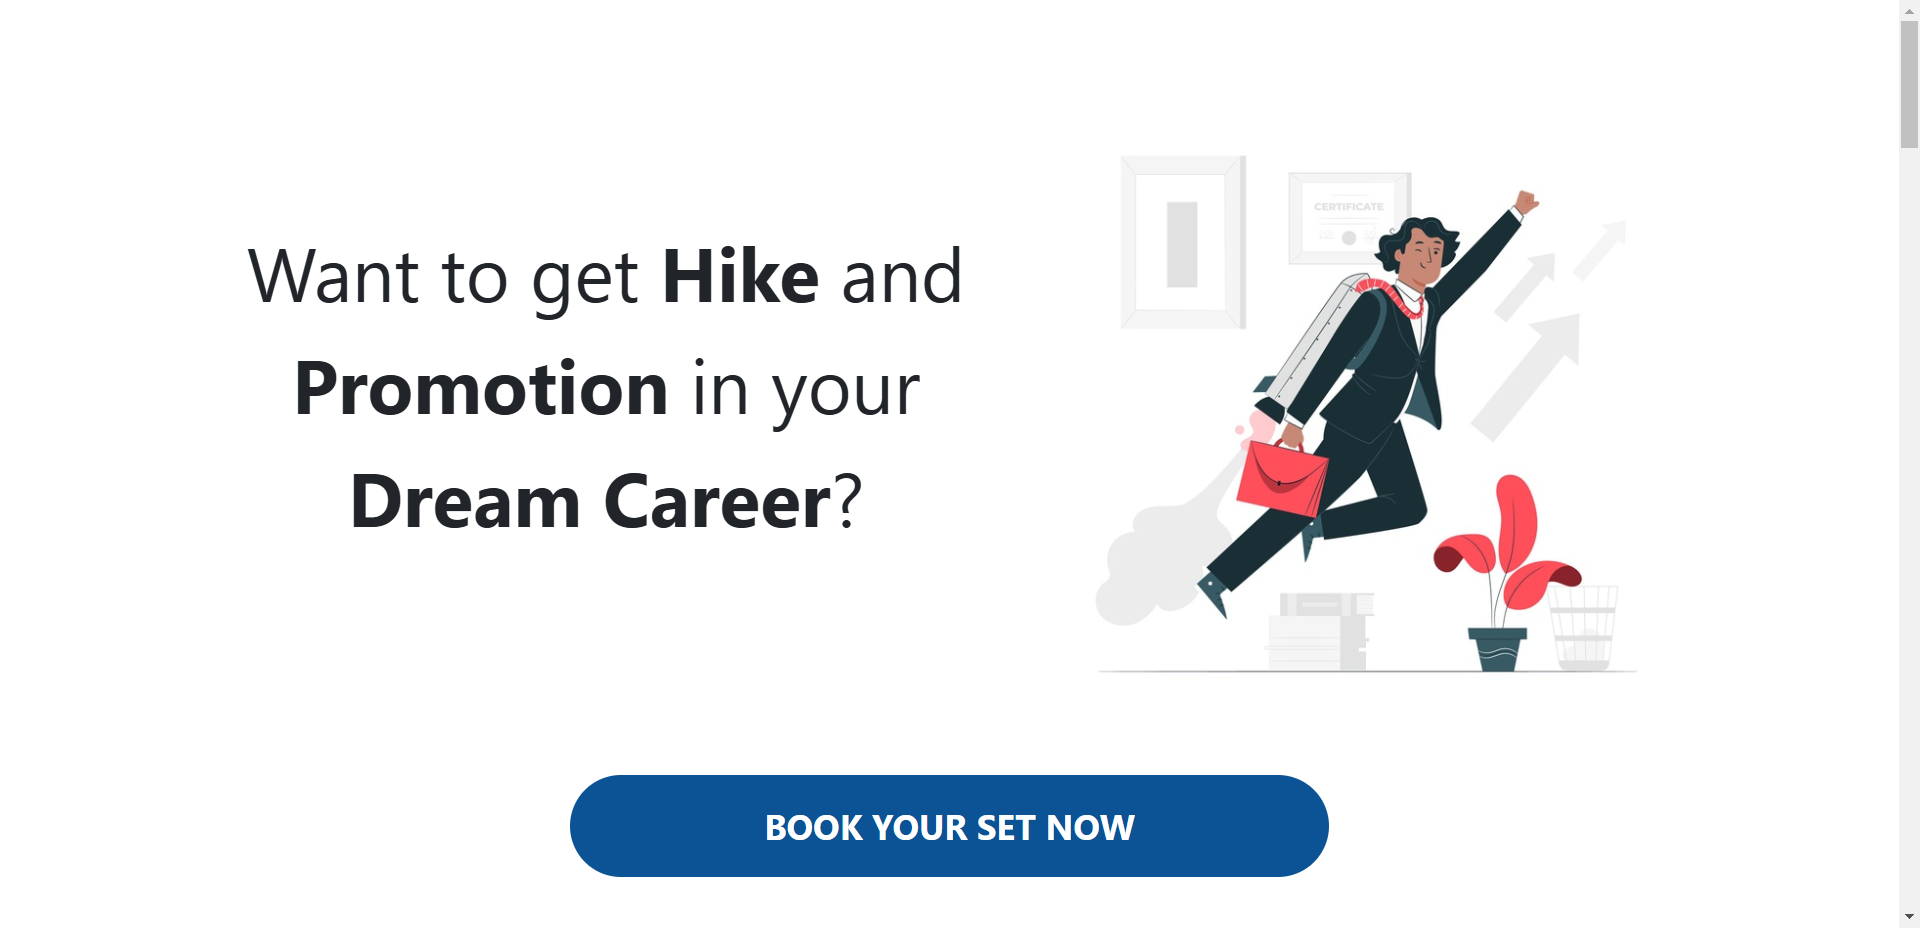 Want to get Hike and
Promotion in your
Dream Career?
CERTIFICATE
BOOK YOUR SET NOW